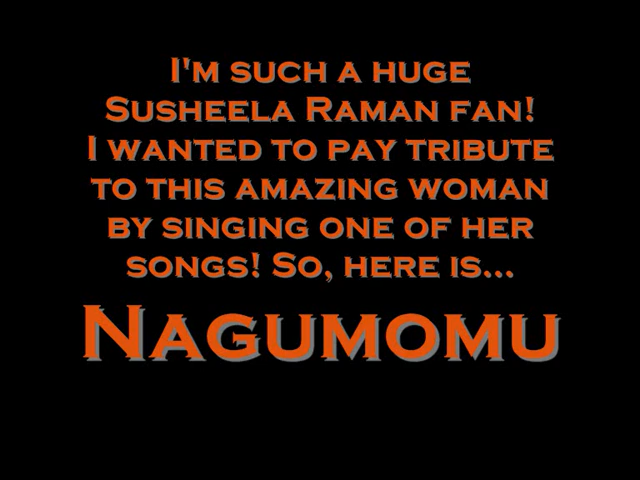 I'm such a huge
Susheela Raman fan!
I wanted to pay tribute
to this amazing woman
by singing one of her
songs! So, here is...
Nagumomu